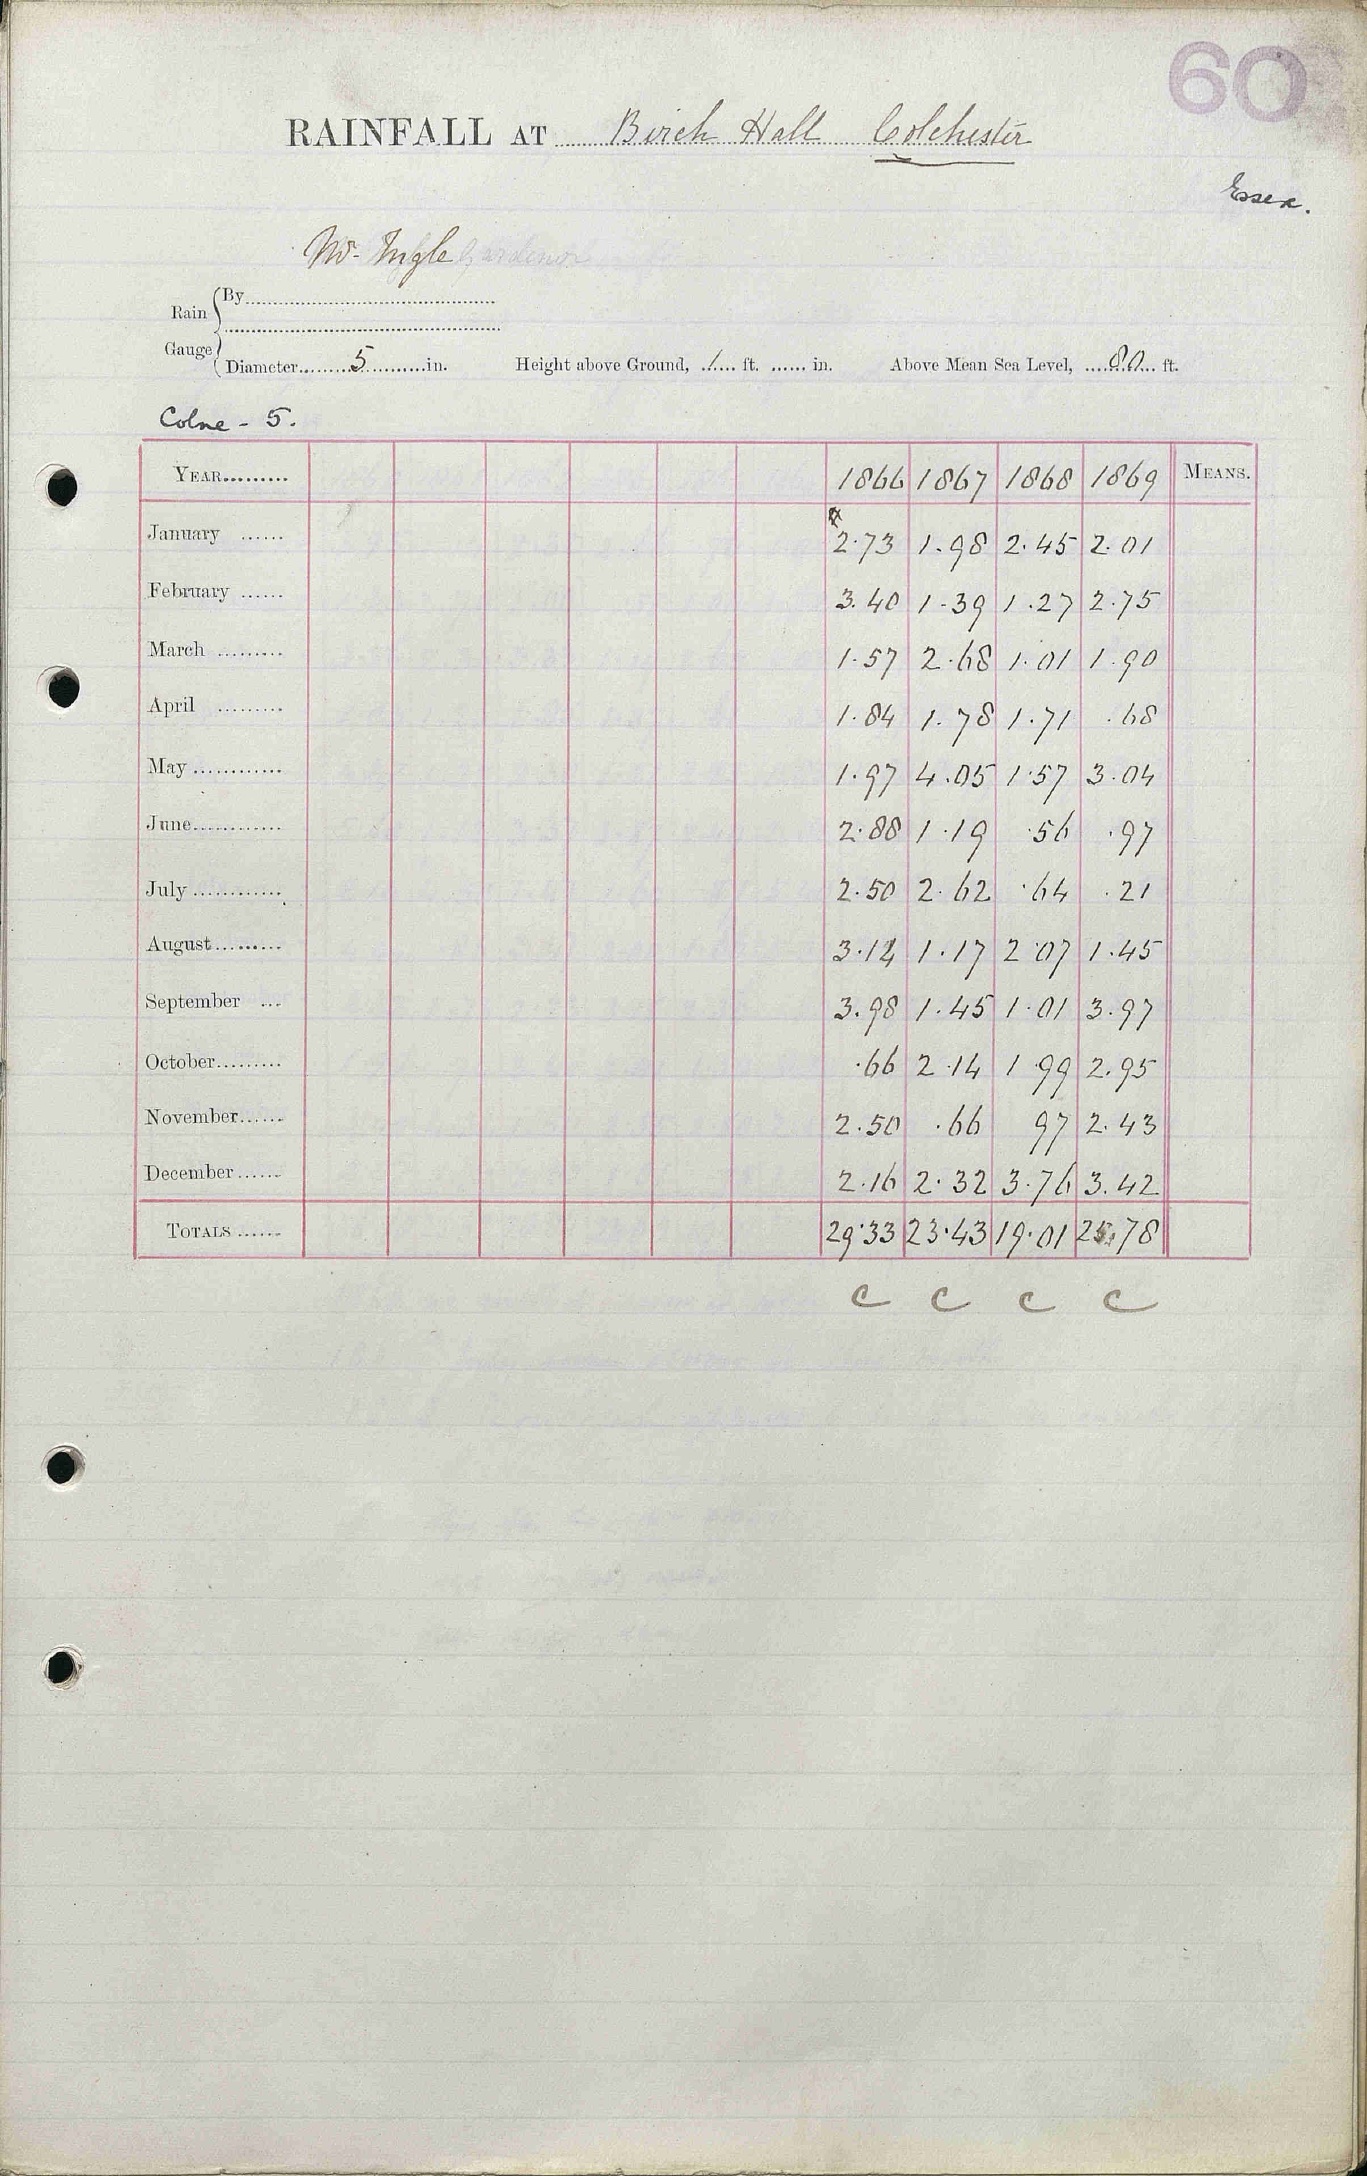 60
RAINFALL AT Birch Hall Colchester
Essex.
Mr. Ingle Gardener
Rain Gauge
By
Diameter 5 in. Height above Ground, 1 ft. in. Above Mean Sea Level, 80 ft.
Colne - 5.
YEAR 1866 1867 1868 1869 MEANS.
January 2.73 1.98 2.45 2.01
February 3.40 1.39 1.27 2.75
March 1.57 2.68 1.01 1.90
April 1.84 1.78 1.71 .68
May 1.97 4.05 1.57 3.04
June 2.88 1.19 .56 .97
July 2.50 2.62 .64 .21
August 3.14 1.17 2.07 1.45
September 3.98 1.45 1.01 3.97
October .66 2.14 1.99 2.95
November 2.50 .66 97 2.43
December 2.16 2.32 3.76 3.42
TOTALS 29.33 23.43 19.01 25.78
C C C C